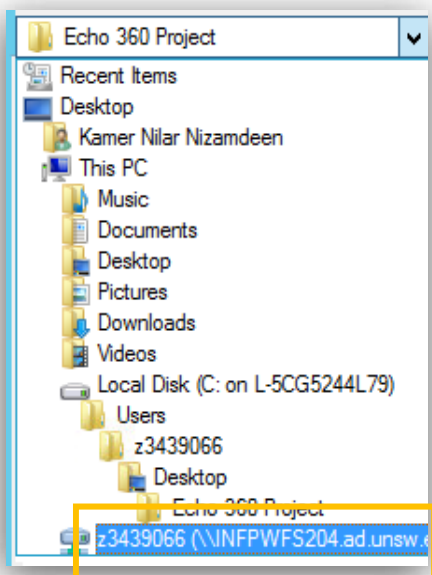 Echo 360 Project
Recent Items
Desktop
Kamer Nilar Nizamdeen
This PC
Music
Documents
Desktop
Pictures
Downloads
Videos
Local Disk (C: on L-5CG5244L79)
Users
z3439066
Desktop
Echo 360 Project
z3439066 (\\INFPWFS204.ad.unsw.e